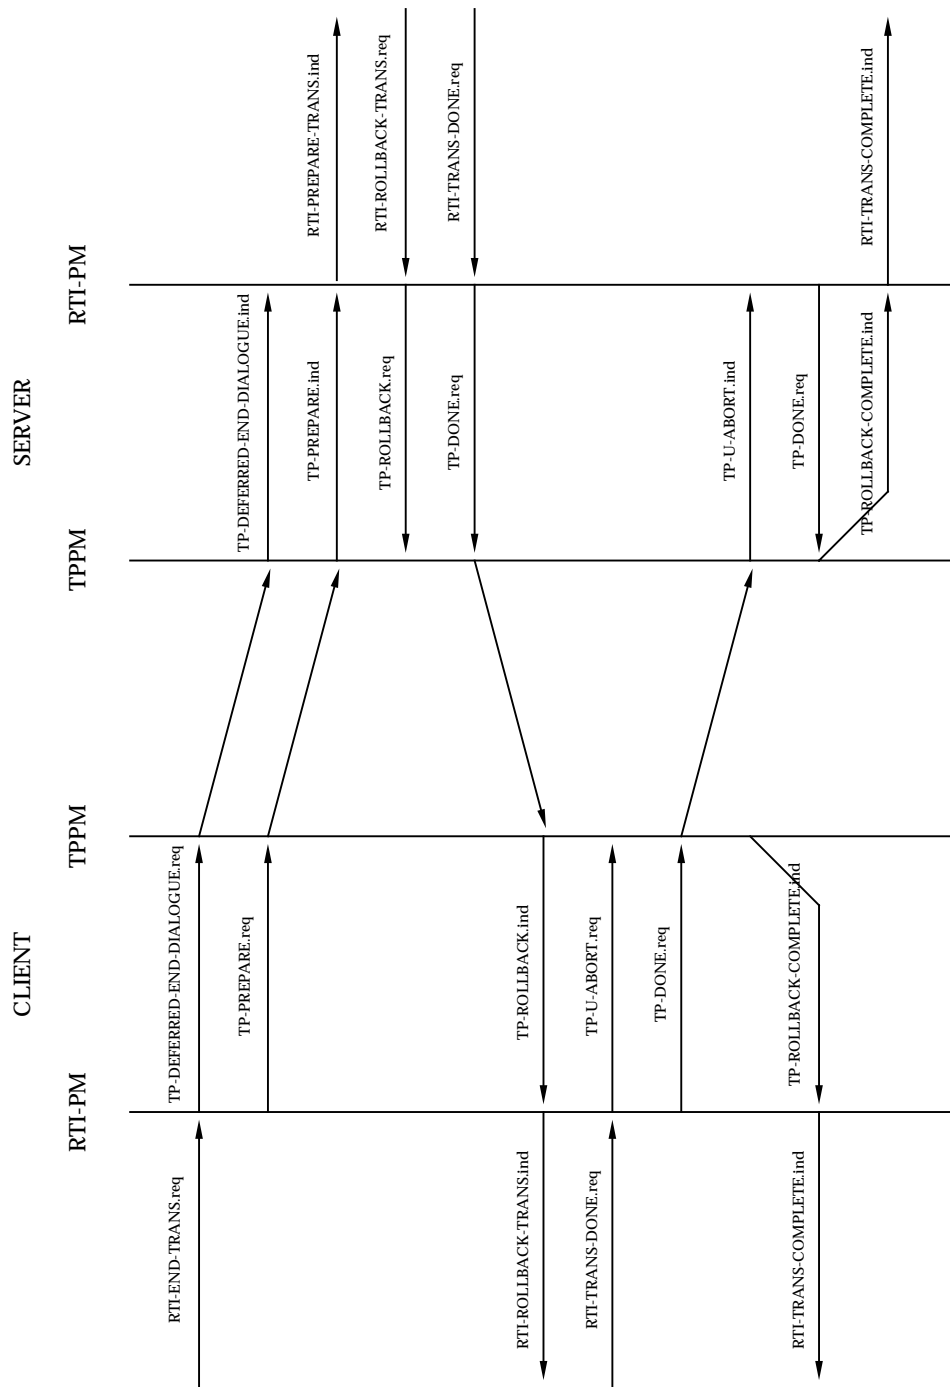 CLIENT
SERVER
RTI-PM
TPPM
TPPM
RTI-PM
RTI-END-TRANS.req
TP-DEFERRED-END-DIALOGUE.req
TP-DEFERRED-END-DIALOGUE.ind
TP-PREPARE.req
TP-PREPARE.ind
RTI-PREPARE-TRANS.ind
TP-ROLLBACK.req
RTI-ROLLBACK-TRANS.req
TP-DONE.req
RTI-TRANS-DONE.req
RTI-ROLLBACK-TRANS.ind
TP-ROLLBACK.ind
RTI-TRANS-DONE.req
TP-U-ABORT.req
TP-DONE.req
TP-U-ABORT.ind
TP-DONE.req
RTI-TRANS-COMPLETE.ind
TP-ROLLBACK-COMPLETE.ind
TP-ROLLBACK-COMPLETE.ind
RTI-TRANS-COMPLETE.ind